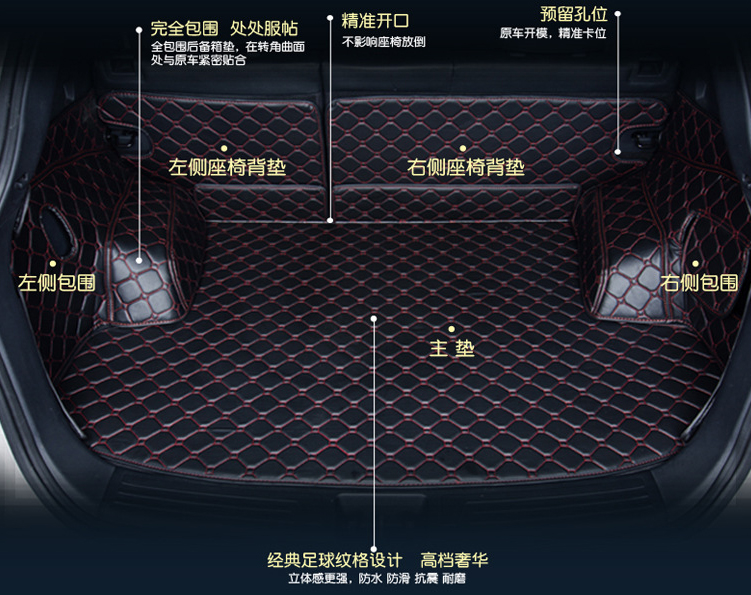 完全包围 处处服帖
全包围后备箱垫，在转角曲面
处与原车紧密贴合
精准开口
不影响座椅放倒
预留孔位
原车开模，精准卡位
左侧座椅背垫
右侧座椅背垫
左侧包围
右侧包围
主 垫
经典足球纹格设计 高档奢华
立体感更强，防水 防滑 抗震 耐磨